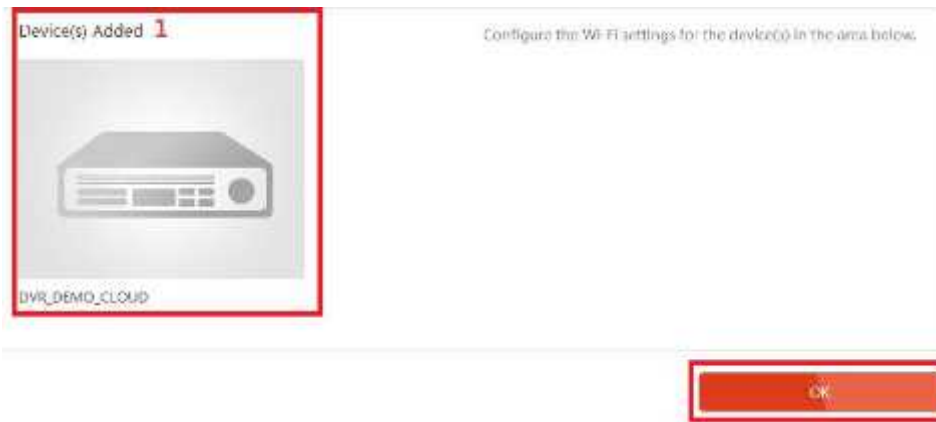 Device(s) Added 1
Configure the Wi-Fi settings for the device(s) in the area below.
DVR_DEMO_CLOUD
OK